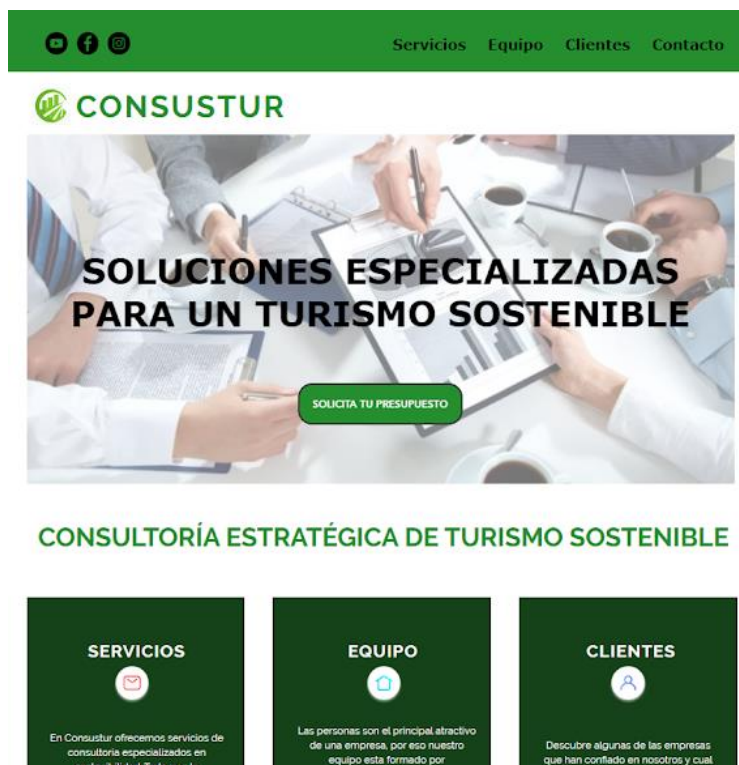 Servicios Equipo Clientes Contacto
CONSUSTUR
SOLUCIONES ESPECIALIZADAS
PARA UN TURISMO SOSTENIBLE
SOLICITA TU PRESUPUESTO
CONSULTORÍA ESTRATÉGICA DE TURISMO SOSTENIBLE
SERVICIOS
En Consustur ofrecemos servicios de
consultoria especializados en
EQUIPO
Las personas son el principal atractivo
de una empresa, por eso nuestro
equipo esta formado por
CLIENTES
Descubre algunas de las empresas
que han confiado en nosotros y cual